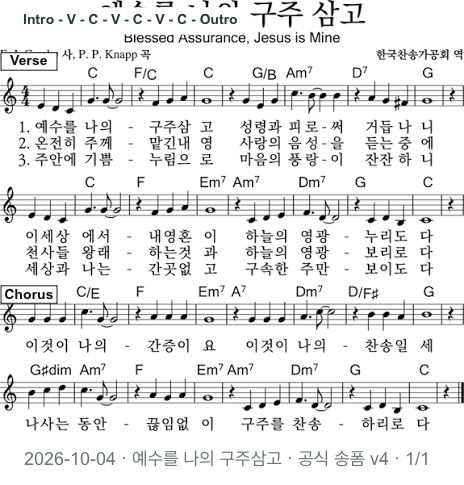 Intro - V - C - V - C - V - C - Outro
구주 삼고
Blessed Assurance, Jesus is Mine
사, P. P. Knapp 곡
한국찬송가공회 역
Verse
C F/C C G/B Am7 D7 G
1. 예수를 나의 - 구주삼 고 성령과 피로-써 거듭 나 니
2. 온전히 주께 - 맡긴내 영 사랑의 음성-을 듣는 중 에
3. 주안에 기쁨 - 누림으 로 마음의 풍랑-이 잔잔 하 니
C F Em7 Am7 Dm7 G C
이세상 에서 - 내영혼 이 하늘의 영광- 누리도 다
천사들 왕래 - 하는것 과 하늘의 영광- 보리로 다
세상과 나는 - 간곳없 고 구속한 주만- 보이도 다
Chorus
C/E F Em7 Am7 Dm7 D/F# G
이것이 나의 - 간증이 요 이것이 나의 - 찬송일 세
G#dim Am7 F Em7 Am7 Dm7 G C
나사는 동안 - 끊임없 이 구주를 찬송 - 하리로 다
2026-10-04 · 예수를 나의 구주삼고 · 공식 송폼 v4 · 1/1